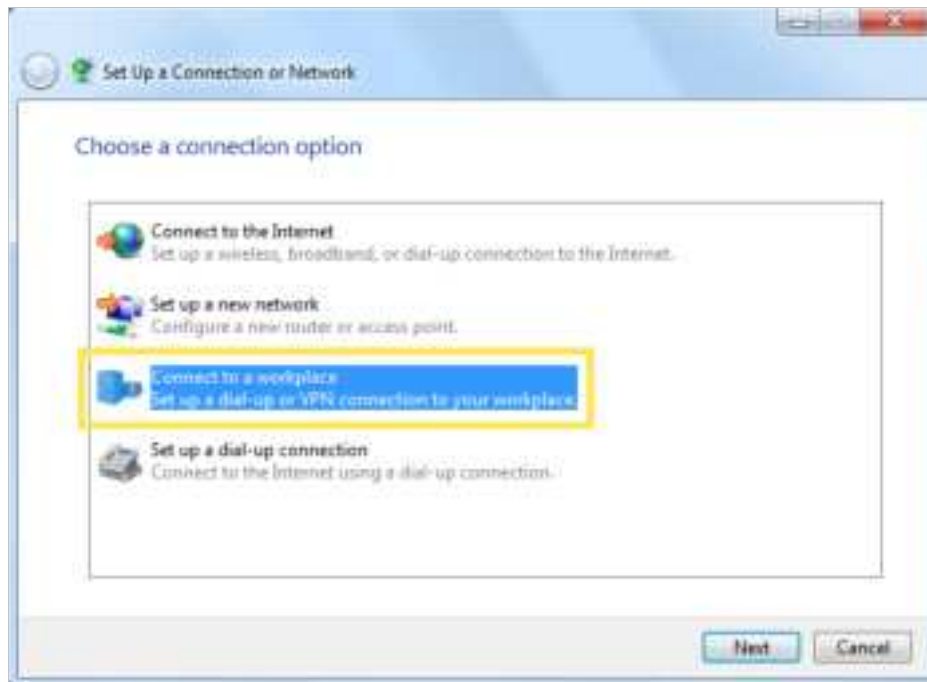 Set Up a Connection or Network
Choose a connection option
Connect to the Internet
Set up a wireless, broadband, or dial-up connection to the Internet.
Set up a new network
Configure a new router or access point.
Connect to a workplace
Set up a dial-up or VPN connection to your workplace.
Set up a dial-up connection
Connect to the Internet using a dial-up connection.
Next
Cancel